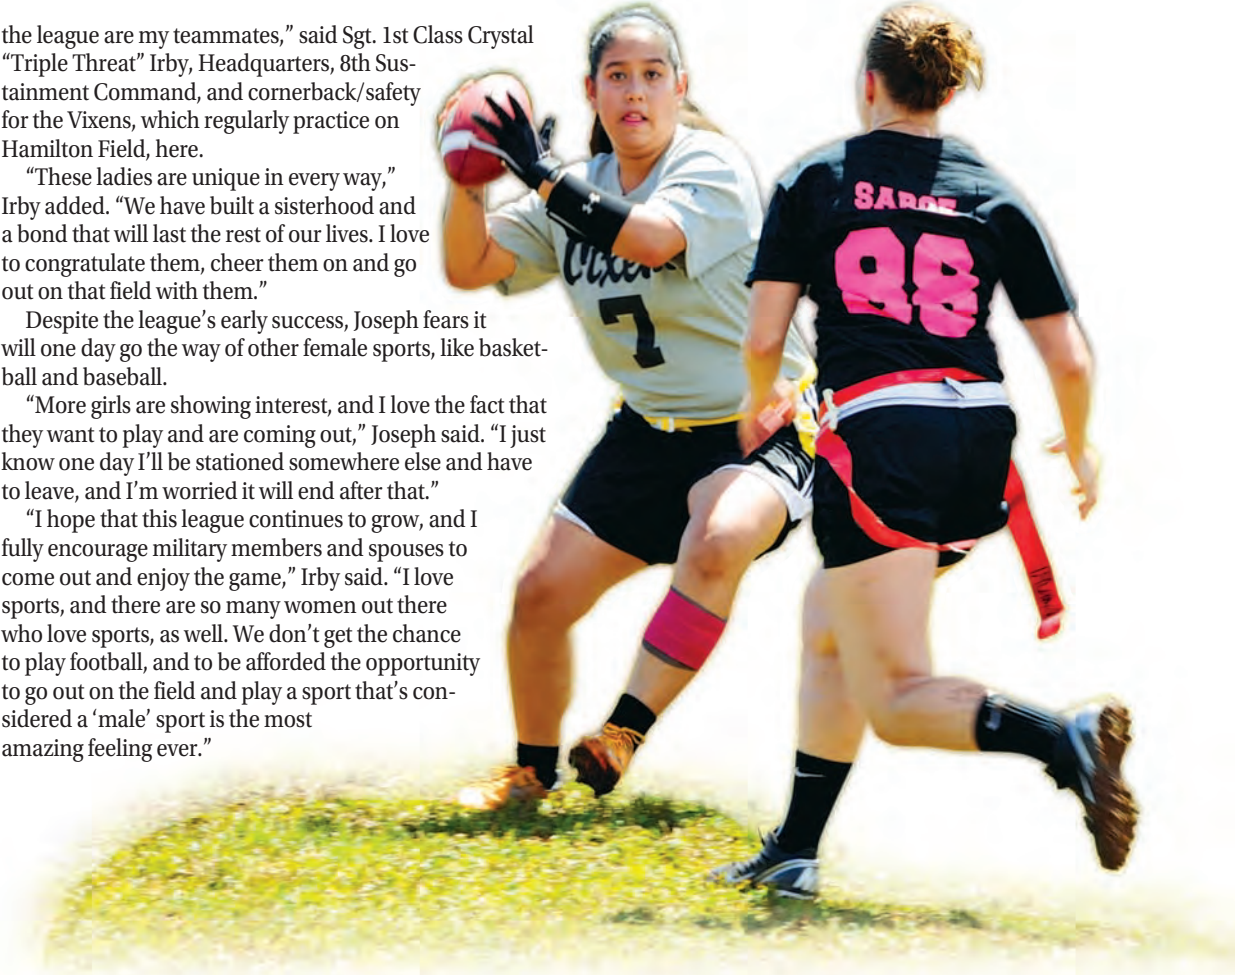 the league are my teammates,” said Sgt. 1st Class Crystal
“Triple Threat” Irby, Headquarters, 8th Sus-
tainment Command, and cornerback/safety
for the Vixens, which regularly practice on
Hamilton Field, here.
“These ladies are unique in every way,”
Irby added. “We have built a sisterhood and
a bond that will last the rest of our lives. I love
to congratulate them, cheer them on and go
out on that field with them.”
Despite the league’s early success, Joseph fears it
will one day go the way of other female sports, like basket-
ball and baseball.
“More girls are showing interest, and I love the fact that
they want to play and are coming out,” Joseph said. “I just
know one day I’ll be stationed somewhere else and have
to leave, and I’m worried it will end after that.”
“I hope that this league continues to grow, and I
fully encourage military members and spouses to
come out and enjoy the game,” Irby said. “I love
sports, and there are so many women out there
who love sports, as well. We don’t get the chance
to play football, and to be afforded the opportunity
to go out on the field and play a sport that’s con-
sidered a ‘male’ sport is the most
amazing feeling ever.”
Vixens
7